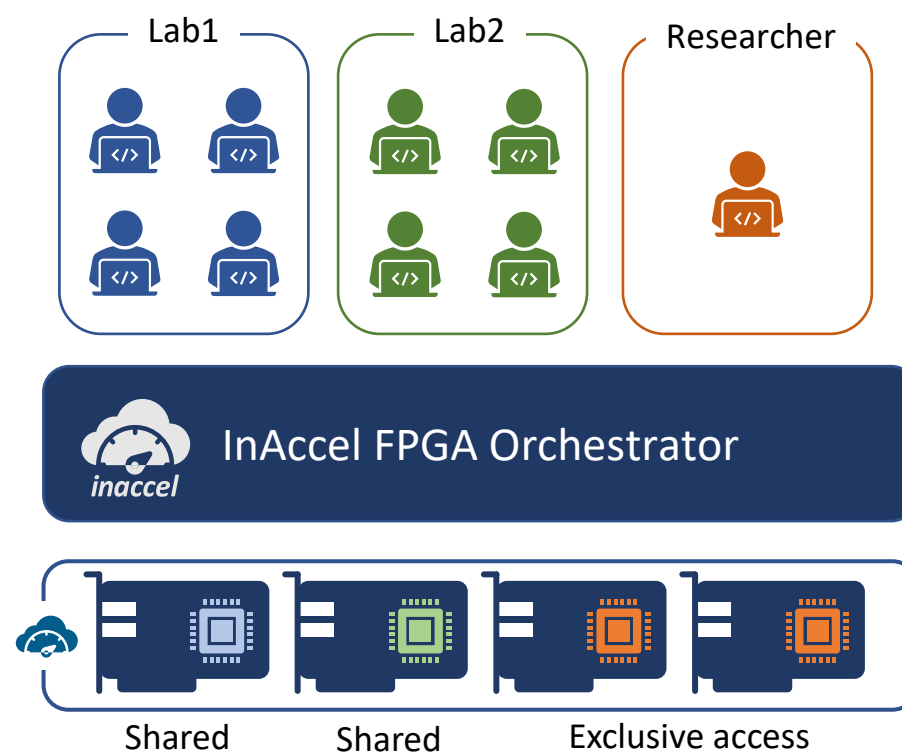 Lab1
Lab2
Researcher
</>
</>
</>
</>
</>
</>
</>
</>
</>
inaccel
InAccel FPGA Orchestrator
Shared
Shared
Exclusive access